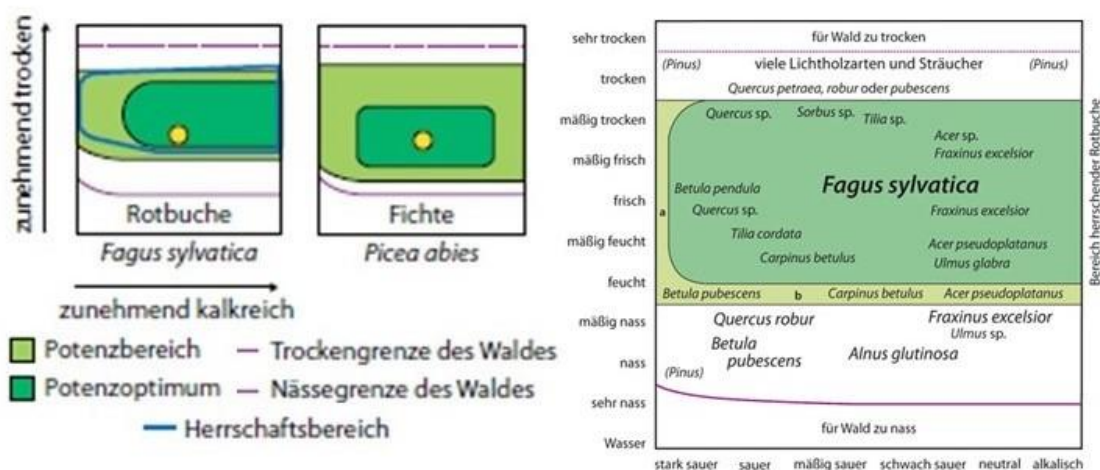 zunehmend trocken
Rotbuche
Fagus sylvatica
Fichte
Picea abies
zunehmend kalkreich
Potenzbereich
Trockengrenze des Waldes
Potenzoptimum
Nässegrenze des Waldes
Herrschaftsbereich
sehr trocken
für Wald zu trocken
(Pinus)
viele Lichtholzarten und Sträucher
(Pinus)
trocken
Quercus petraea, robur oder pubescens
mäßig trocken
Quercus sp.
Sorbus sp.
Tilia sp.
Acer sp.
mäßig frisch
Fraxinus excelsior
Betula pendula
Fagus sylvatica
frisch
a
Quercus sp.
Fraxinus excelsior
Tilia cordata
mäßig feucht
Acer pseudoplatanus
Carpinus betulus
Ulmus glabra
feucht
Betula pubescens
b
Carpinus betulus
Acer pseudoplatanus
mäßig nass
Quercus robur
Fraxinus excelsior
Ulmus sp.
Betula
pubescens
Alnus glutinosa
nass
(Pinus)
sehr nass
für Wald zu nass
Wasser
stark sauer
sauer
mäßig sauer
schwach sauer
neutral
alkalisch
Bereich herrschender Rotbuche